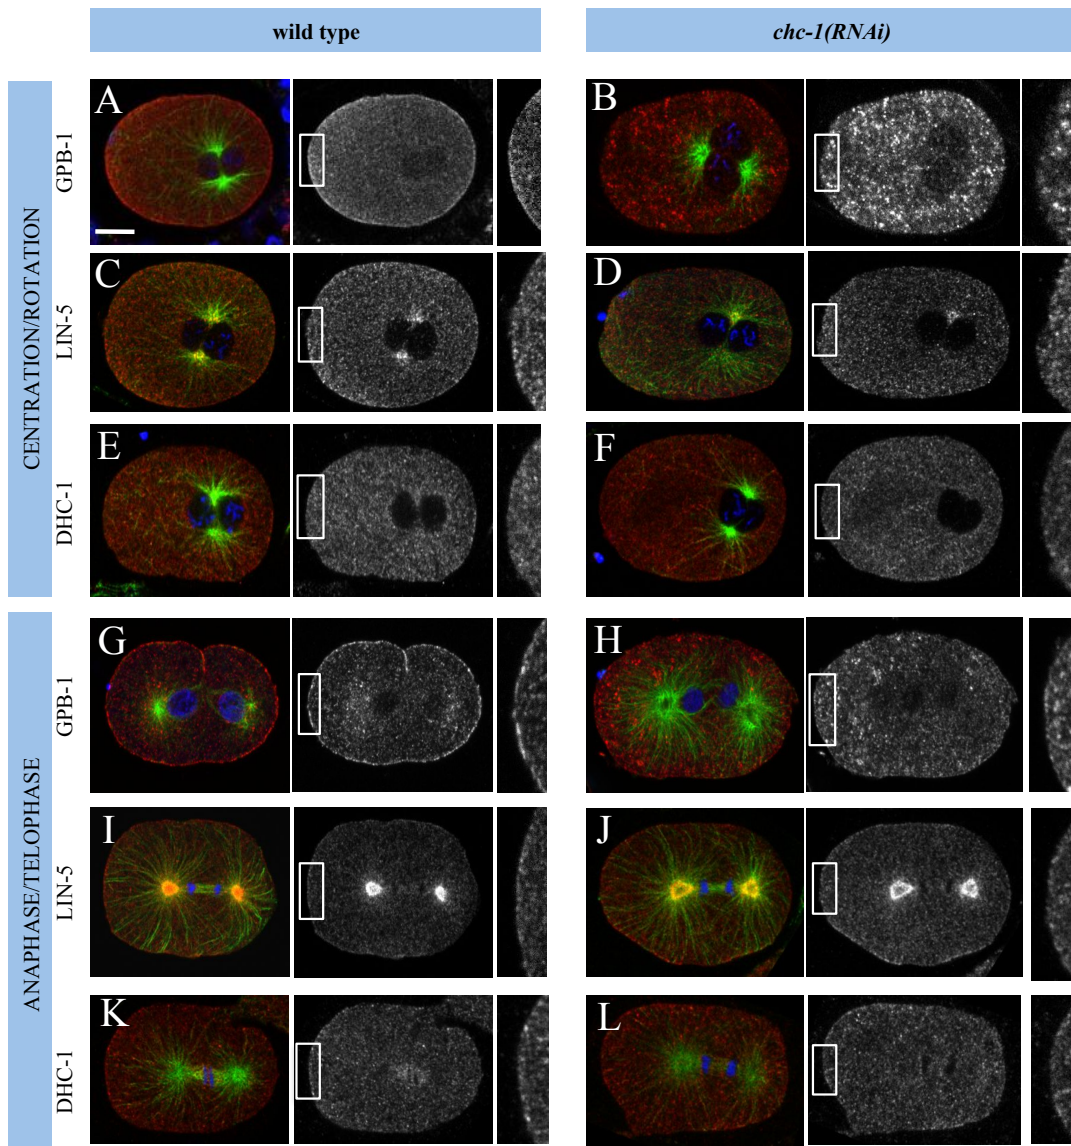 wild type
chc-1(RNAi)
CENTRATION/ROTATION
GPB-1
A
B
LIN-5
C
D
DHC-1
E
F
ANAPHASE/TELOPHASE
GPB-1
G
H
LIN-5
I
J
DHC-1
K
L